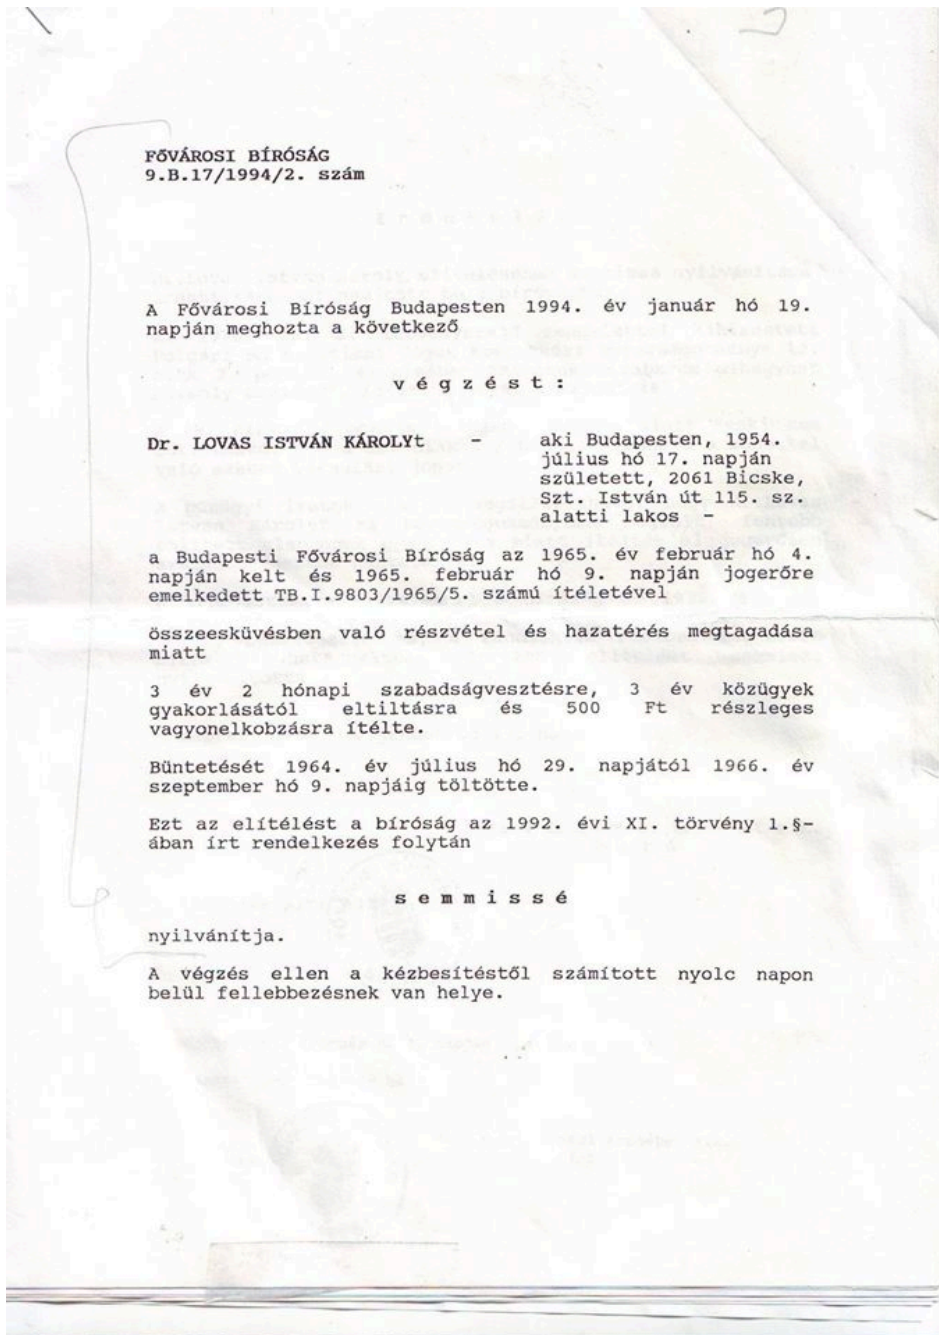 FŐVÁROSI BÍRÓSÁG
9.B.17/1994/2. szám
A Fővárosi Bíróság Budapesten 1994. év január hó 19.
napján meghozta a következő
v é g z é s t :
Dr. LOVAS ISTVÁN KÁROLYt - aki Budapesten, 1954.
július hó 17. napján
született, 2061 Bicske,
Szt. István út 115. sz.
alatti lakos -
a Budapesti Fővárosi Bíróság az 1965. év február hó 4.
napján kelt és 1965. február hó 9. napján jogerőre
emelkedett TB.I.9803/1965/5. számú ítéletével
összeesküvésben való részvétel és hazatérés megtagadása
miatt
3 év 2 hónapi szabadságvesztésre, 3 év közügyek
gyakorlásától eltiltásra és 500 Ft részleges
vagyonelkobzásra ítélte.
Büntetését 1964. év július hó 29. napjától 1966. év
szeptember hó 9. napjáig töltötte.
Ezt az elítélést a bíróság az 1992. évi XI. törvény 1.§-
ában írt rendelkezés folytán
s e m m i s s é
nyilvánítja.
A végzés ellen a kézbesítéstől számított nyolc napon
belül fellebbezésnek van helye.